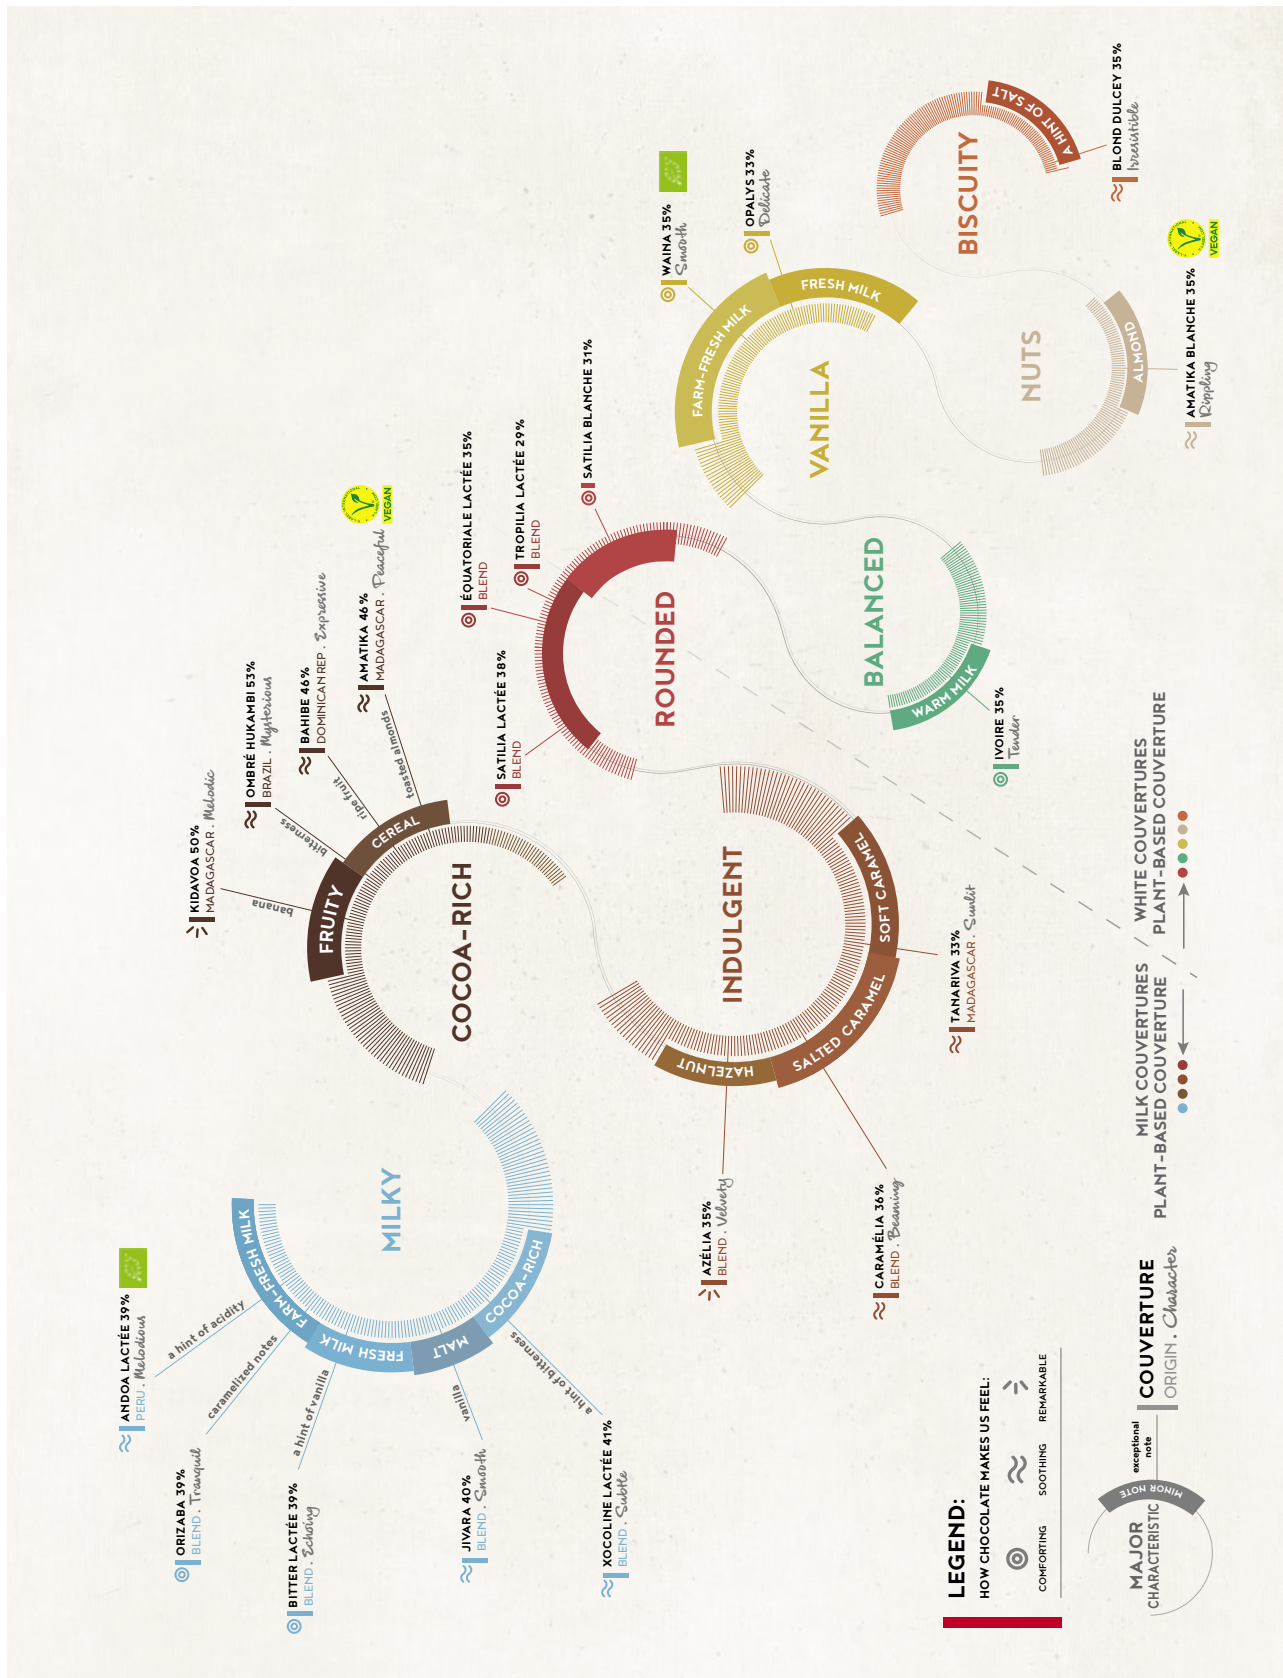 MILKY
ANDOA LACTÉE 39%
PERU . Melodious
a hint of acidity
FARM-FRESH MILK
ORIZABA 39%
BLEND . Tranquil
caramelized notes
BITTER LACTÉE 39%
BLEND . Echoing
a hint of vanilla
FRESH MILK
JIVARA 40%
BLEND . Smooth
vanilla
MALT
XOCOLINE LACTÉE 41%
BLEND . Subtle
a hint of bitterness
COCOA-RICH
COCOA-RICH
KIDAVOA 50%
MADAGASCAR . Melodic
banana
FRUITY
OMBRÉ HUKAMBI 53%
BRAZIL . Mysterious
bitterness
BAHIBE 46%
DOMINICAN REP . Expressive
ripe fruit
CEREAL
AMATIKA 46%
MADAGASCAR . Peaceful
toasted almonds
VEGAN
INDULGENT
AZÉLIA 35%
BLEND . Velvety
HAZELNUT
CARAMÉLIA 36%
BLEND . Beaming
SALTED CARAMEL
TANARIVA 33%
MADAGASCAR . Sunlit
SOFT CARAMEL
ROUNDED
SATILIA LACTÉE 38%
BLEND
ÉQUATORIALE LACTÉE 35%
BLEND
TROPILIA LACTÉE 29%
BLEND
SATILIA BLANCHE 31%
BALANCED
WARM MILK
IVOIRE 35%
Tender
VANILLA
WAINA 35%
Smooth
FARM-FRESH MILK
OPALYS 33%
Delicate
FRESH MILK
NUTS
ALMOND
AMATIKA BLANCHE 35%
Rippling
VEGAN
BISCUITY
A HINT OF SALT
BLOND DULCEY 35%
Irresistible
LEGEND:
HOW CHOCOLATE MAKES US FEEL:
COMFORTING
SOOTHING
REMARKABLE
MAJOR
CHARACTERISTIC
MINOR NOTE
exceptional
note
COUVERTURE
ORIGIN . Character
MILK COUVERTURES
PLANT-BASED COUVERTURE
WHITE COUVERTURES
PLANT-BASED COUVERTURE